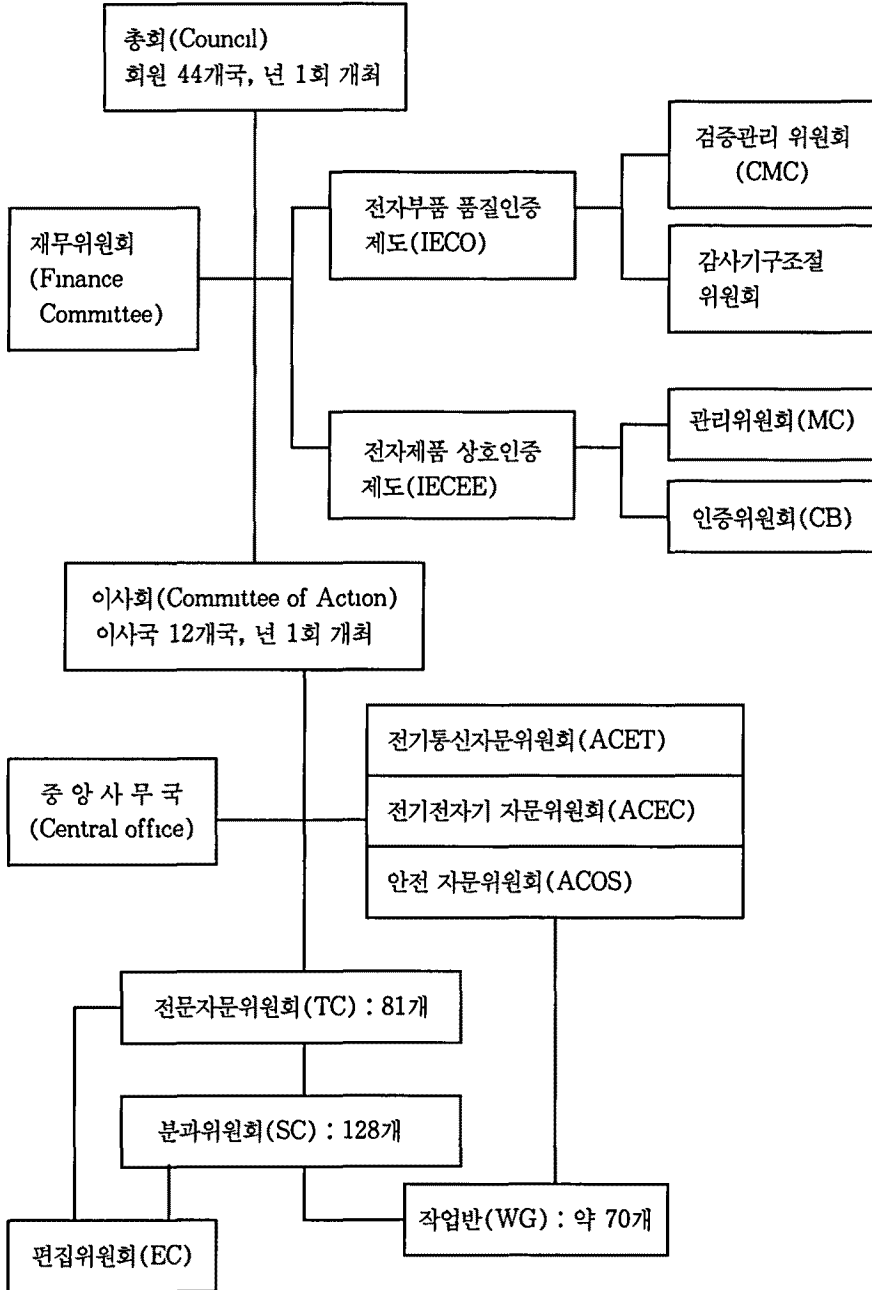 총회(Council)
회원 44개국, 년 1회 개최
검증관리 위원회
(CMC)
전자부품 품질인증
제도(IECO)
재무위원회
(Finance
Committee)
감사기구조절
위원회
관리위원회(MC)
전자제품 상호인증
제도(IECEE)
인증위원회(CB)
이사회(Committee of Action)
이사국 12개국, 년 1회 개최
전기통신자문위원회(ACET)
중 앙 사 무 국
(Central office)
전기전자기 자문위원회(ACEC)
안전 자문위원회(ACOS)
전문자문위원회(TC) : 81개
분과위원회(SC) : 128개
작업반(WG) : 약 70개
편집위원회(EC)